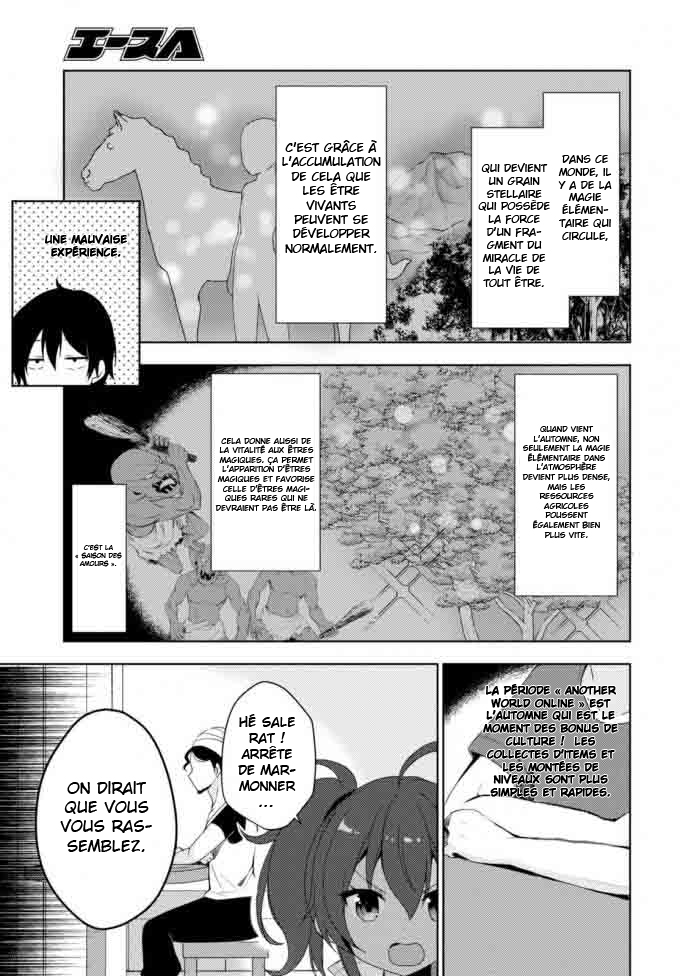 エースA
DANS CE
MONDE, IL
Y A DE LA
MAGIE
ÉLÉMEN-
TAIRE QUI
CIRCULE,
QUI DEVIENT
UN GRAIN
STELLAIRE
QUI POSSÈDE
LA FORCE
D'UN FRA-
GMENT DU
MIRACLE DE
LA VIE DE
TOUT ÊTRE.
C'EST GRÂCE À
L'ACCUMULATION
DE CELA QUE
LES ÊTRE
VIVANTS
PEUVENT SE
DÉVELOPPER
NORMALEMENT.
UNE MAUVAISE
EXPÉRIENCE.
QUAND VIENT
L'AUTOMNE, NON
SEULEMENT LA MAGIE
ÉLÉMENTAIRE DANS
L'ATMOSPHÈRE
DEVIENT PLUS DENSE,
MAIS LES
RESSOURCES
AGRICOLES
POUSSENT
ÉGALEMENT BIEN
PLUS VITE.
CELA DONNE AUSSI DE
LA VITALITÉ AUX ÊTRES
MAGIQUES. ÇA PERMET
L'APPARITION D'ÊTRES
MAGIQUES ET FAVORISE
CELLE D'ÊTRES MAGI-
QUES RARES QUI NE
DEVRAIENT PAS ÊTRE LÀ.
C'EST LA
« SAISON DES
AMOURS ».
LA PÉRIODE « ANOTHER
WORLD ONLINE » EST
L'AUTOMNE QUI EST LE
MOMENT DES BONUS DE
CULTURE ! LES
COLLECTES D'ITEMS ET
LES MONTÉES DE
NIVEAUX SONT PLUS
SIMPLES ET RAPIDES.
HÉ SALE
RAT ! ARRÊTE
DE MAR-
MONNER
...
ON DIRAIT
QUE VOUS
VOUS RAS-
SEMBLEZ.